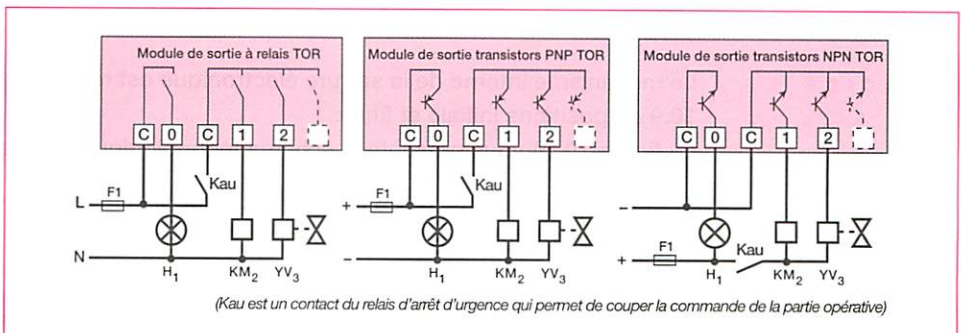 Module de sortie à relais TOR
Module de sortie transistors PNP TOR
Module de sortie transistors NPN TOR
C 0 C 1 2
C 0 C 1 2
C 0 C 1 2
Kau
Kau
L F1
+ F1
−
N
−
+ F1 Kau
H1 KM2 YV3
H1 KM2 YV3
H1 KM2 YV3
(Kau est un contact du relais d'arrêt d'urgence qui permet de couper la commande de la partie opérative)